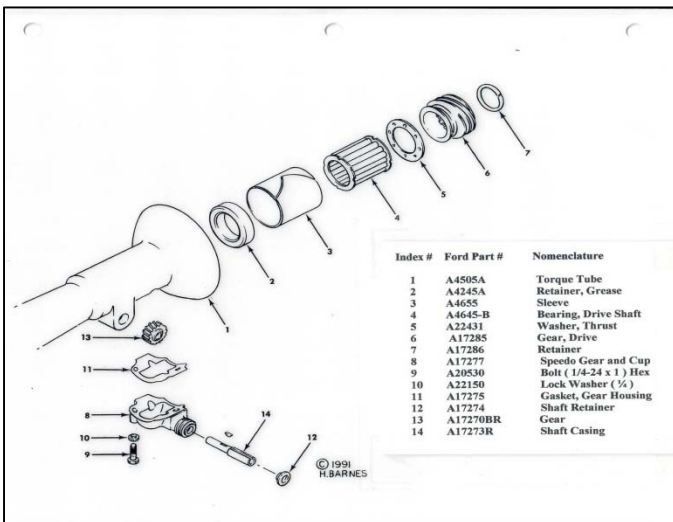 7
6
5
4
3
2
1
13
11
8
10
9
14
12
© 1991
H.BARNES
Index # Ford Part # Nomenclature
1 A4505A Torque Tube
2 A4245A Retainer, Grease
3 A4655 Sleeve
4 A4645-B Bearing, Drive Shaft
5 A22431 Washer, Thrust
6 A17285 Gear, Drive
7 A17286 Retainer
8 A17277 Speedo Gear and Cup
9 A20530 Bolt ( 1/4-24 x 1 ) Hex
10 A22150 Lock Washer ( ¼ )
11 A17275 Gasket, Gear Housing
12 A17274 Shaft Retainer
13 A17270BR Gear
14 A17273R Shaft Casing